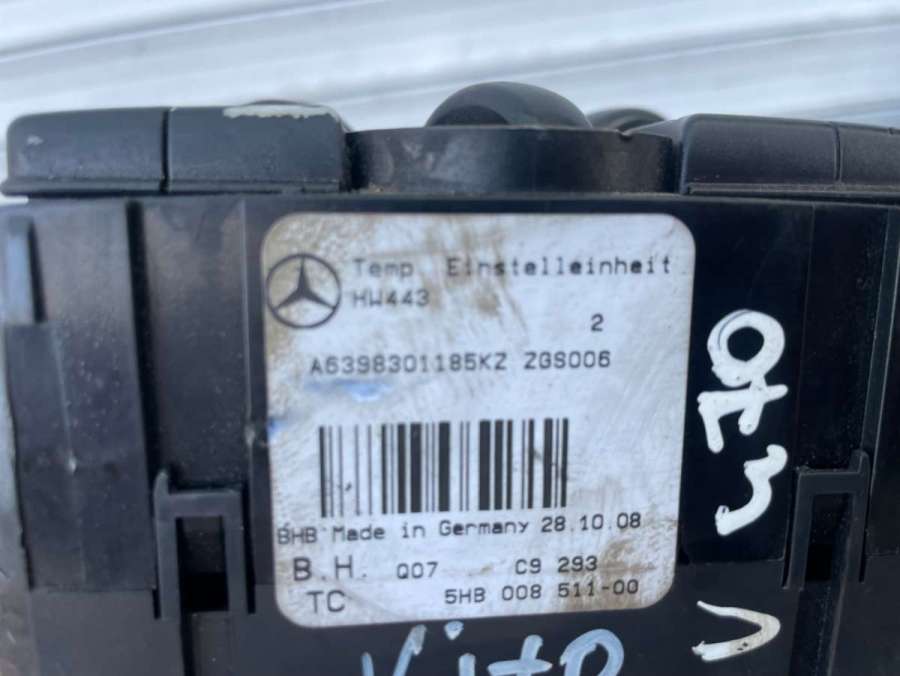 Temp. Einstelleinheit
HW443
2
A6398301185KZ ZGS006
BHB Made in Germany 28.10.08
B.H. Q07 C9 293
TC 5HB 008 511-00
Vito